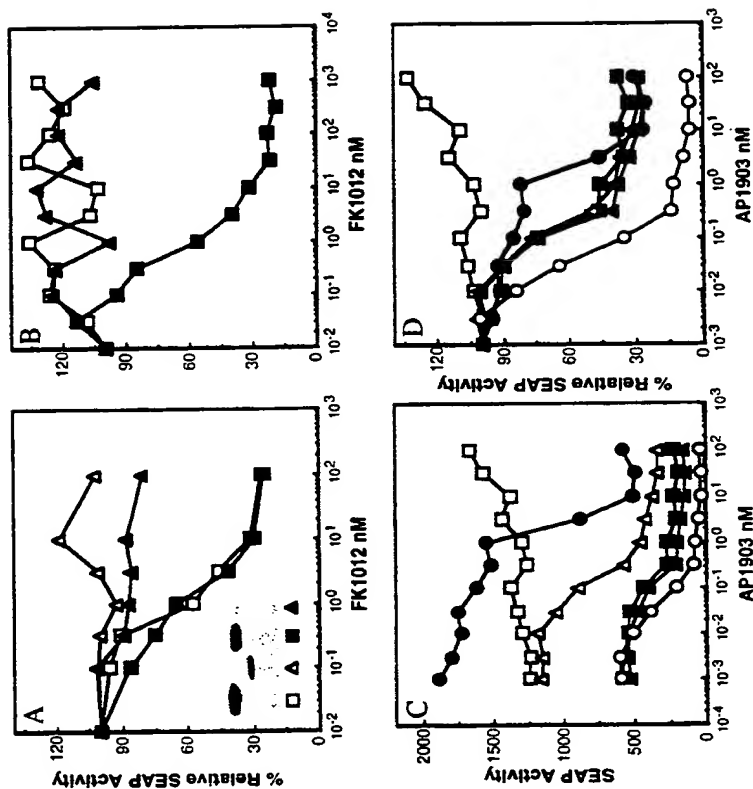 A
% Relative SEAP Activity
120
90
60
30
0
10⁻² 10⁻¹ 10⁰ 10¹ 10² 10³
FK1012 nM
B
120
90
60
30
0
10⁻² 10⁻¹ 10⁰ 10¹ 10² 10³
FK1012 nM
C
SEAP Activity
2000
1500
1000
500
0
10⁻⁴ 10⁻³ 10⁻² 10⁻¹ 10⁰ 10¹ 10² 10³
AP1903 nM
D
% Relative SEAP Activity
120
90
60
30
0
10⁻³ 10⁻² 10⁻¹ 10⁰ 10¹ 10² 10³
AP1903 nM